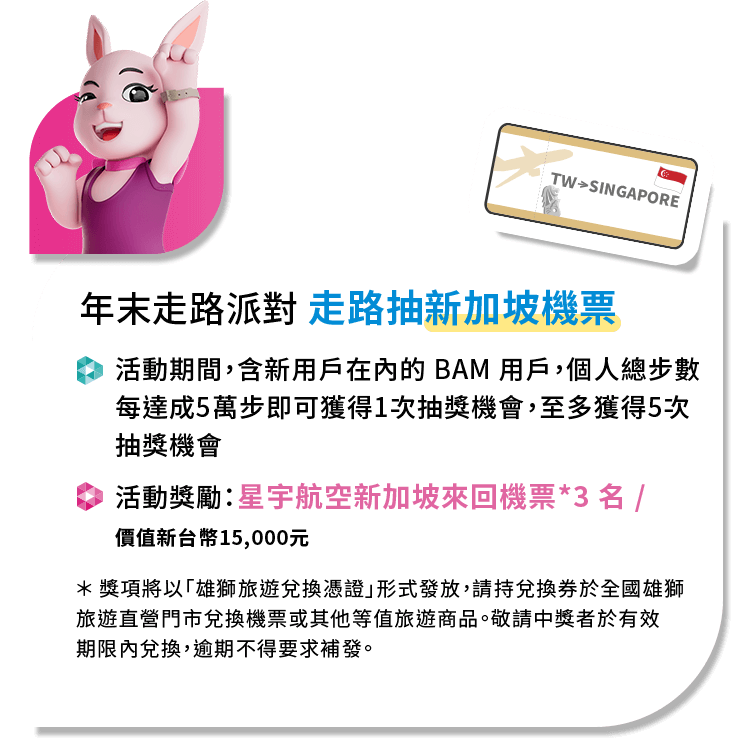 TW➔SINGAPORE
年末走路派對 走路抽新加坡機票
活動期間,含新用戶在內的 BAM 用戶,個人總步數
每達成5萬步即可獲得1次抽獎機會,至多獲得5次
抽獎機會
活動獎勵:星宇航空新加坡來回機票*3 名 /
價值新台幣15,000元
＊ 獎項將以「雄獅旅遊兌換憑證」形式發放,請持兌換券於全國雄獅
旅遊直營門市兌換機票或其他等值旅遊商品。敬請中獎者於有效
期限內兌換,逾期不得要求補發。